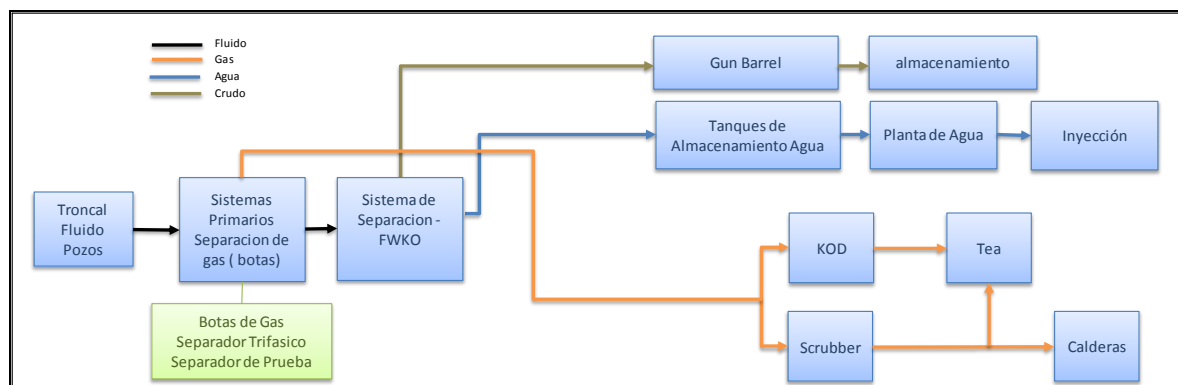 Fluido
Gas
Agua
Crudo
Gun Barrel
almacenamiento
Tanques de
Almacenamiento Agua
Planta de Agua
Inyección
Troncal
Fluido
Pozos
Sistemas
Primarios
Separacion de
gas ( botas)
Sistema de
Separacion -
FWKO
KOD
Tea
Botas de Gas
Separador Trifasico
Separador de Prueba
Scrubber
Calderas